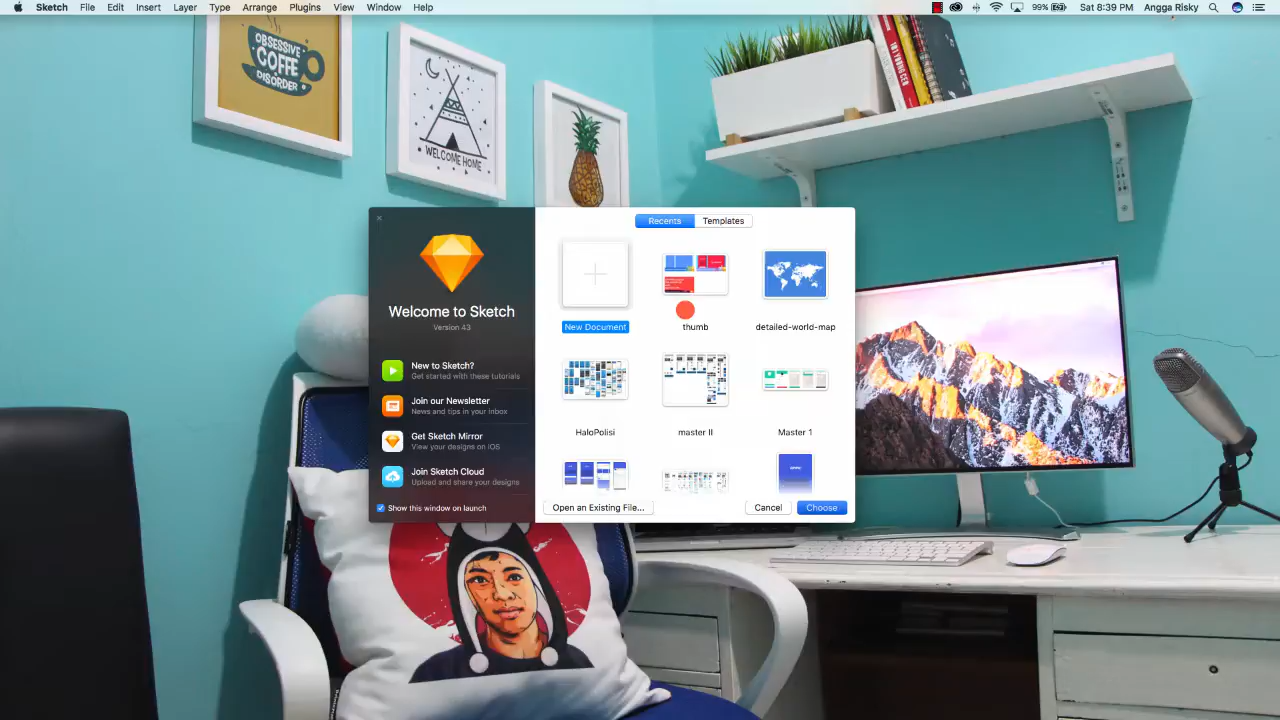 Sketch File Edit Insert Layer Type Arrange Plugins View Window Help
99% Sat 8:39 PM Angga Risky
OBSESSIVE
COFFE
DISORDER
WELCOME HOME
Recents Templates
Welcome to Sketch
Version 43
New to Sketch?
Get started with these tutorials
Join our Newsletter
News and tips in your inbox
Get Sketch Mirror
View your designs on iOS
Join Sketch Cloud
Upload and share your designs
Show this window on launch
New Document thumb detailed-world-map
HaloPolisi master II Master 1
Open an Existing File... Cancel Choose